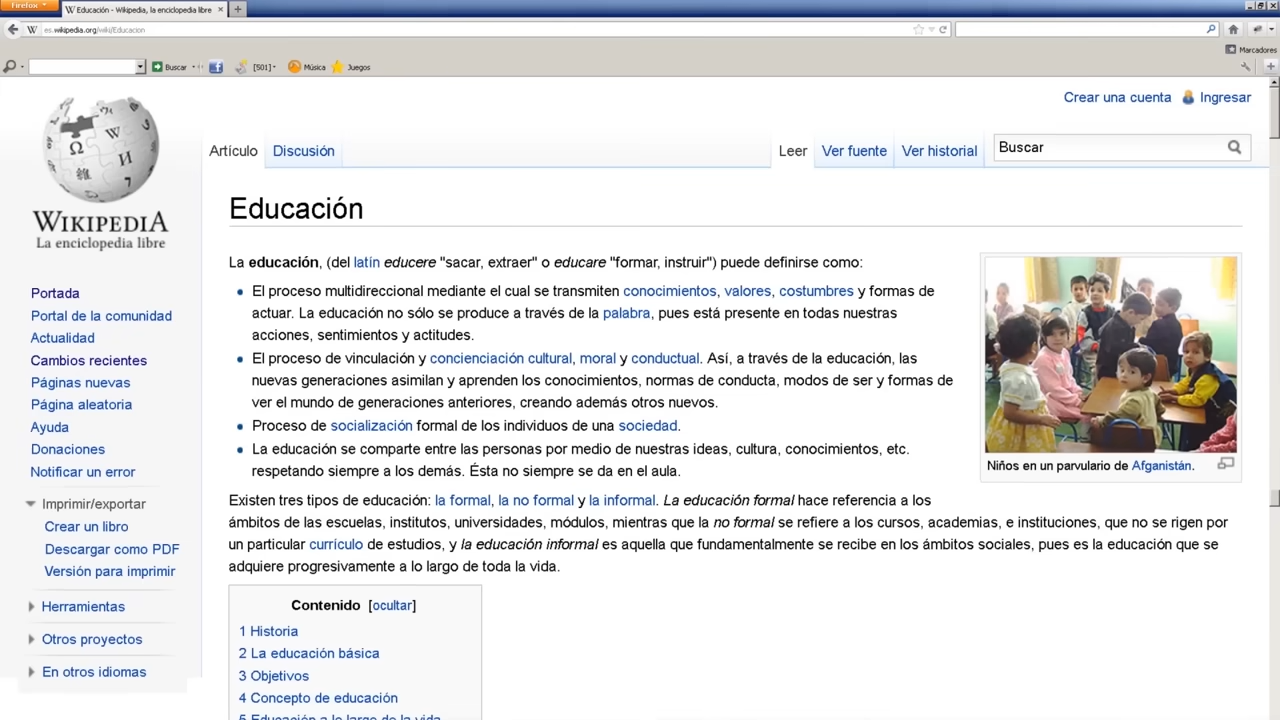 Firefox
Educación - Wikipedia, la enciclopedia libre
es.wikipedia.org/wiki/Educacion
Marcadores
Buscar
[501]
Música
Juegos
Crear una cuenta
Ingresar
Artículo
Discusión
Leer
Ver fuente
Ver historial
Buscar
WIKIPEDIA
La enciclopedia libre
Portada
Portal de la comunidad
Actualidad
Cambios recientes
Páginas nuevas
Página aleatoria
Ayuda
Donaciones
Notificar un error
Imprimir/exportar
Crear un libro
Descargar como PDF
Versión para imprimir
Herramientas
Otros proyectos
En otros idiomas
Educación
La educación, (del latín educere "sacar, extraer" o educare "formar, instruir") puede definirse como:
El proceso multidireccional mediante el cual se transmiten conocimientos, valores, costumbres y formas de
actuar. La educación no sólo se produce a través de la palabra, pues está presente en todas nuestras
acciones, sentimientos y actitudes.
El proceso de vinculación y concienciación cultural, moral y conductual. Así, a través de la educación, las
nuevas generaciones asimilan y aprenden los conocimientos, normas de conducta, modos de ser y formas de
ver el mundo de generaciones anteriores, creando además otros nuevos.
Proceso de socialización formal de los individuos de una sociedad.
La educación se comparte entre las personas por medio de nuestras ideas, cultura, conocimientos, etc.
respetando siempre a los demás. Ésta no siempre se da en el aula.
Niños en un parvulario de Afganistán.
Existen tres tipos de educación: la formal, la no formal y la informal. La educación formal hace referencia a los
ámbitos de las escuelas, institutos, universidades, módulos, mientras que la no formal se refiere a los cursos, academias, e instituciones, que no se rigen por
un particular currículo de estudios, y la educación informal es aquella que fundamentalmente se recibe en los ámbitos sociales, pues es la educación que se
adquiere progresivamente a lo largo de toda la vida.
Contenido [ocultar]
1 Historia
2 La educación básica
3 Objetivos
4 Concepto de educación
5 Educación a lo largo de la vida